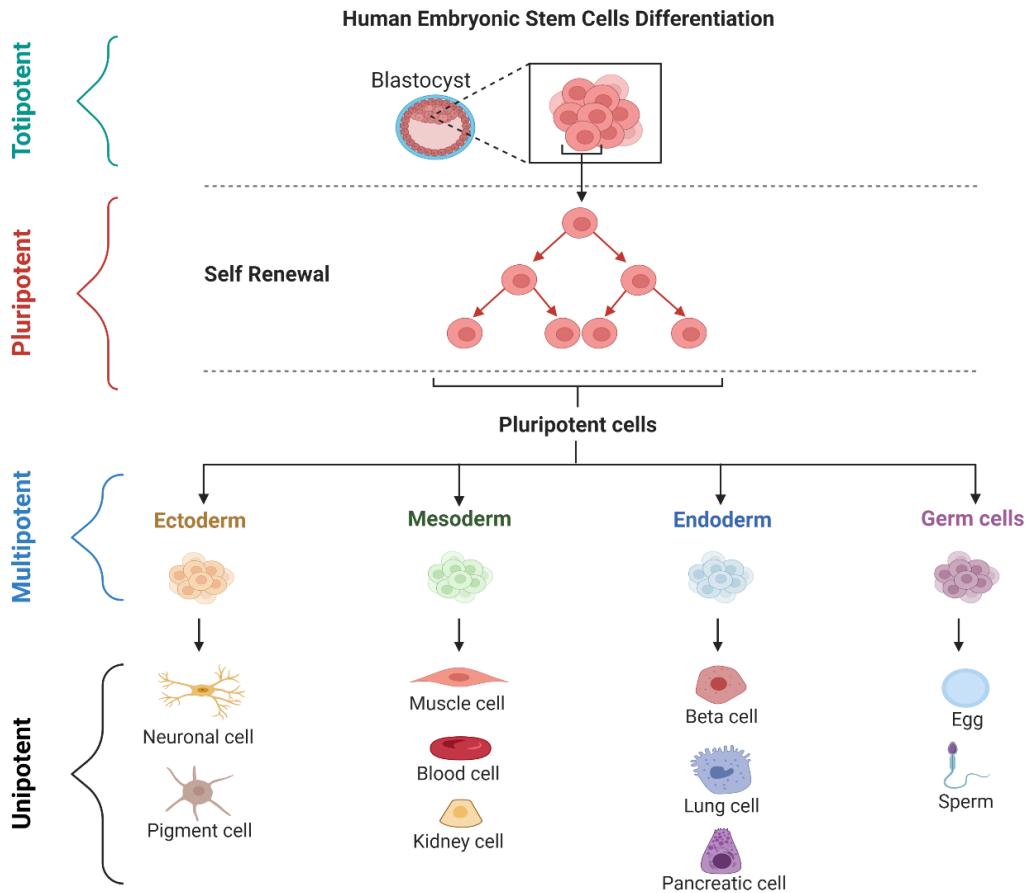 Human Embryonic Stem Cells Differentiation
Totipotent
Blastocyst
Pluripotent
Self Renewal
Pluripotent cells
Multipotent
Ectoderm
Mesoderm
Endoderm
Germ cells
Unipotent
Neuronal cell
Pigment cell
Muscle cell
Blood cell
Kidney cell
Beta cell
Lung cell
Pancreatic cell
Egg
Sperm